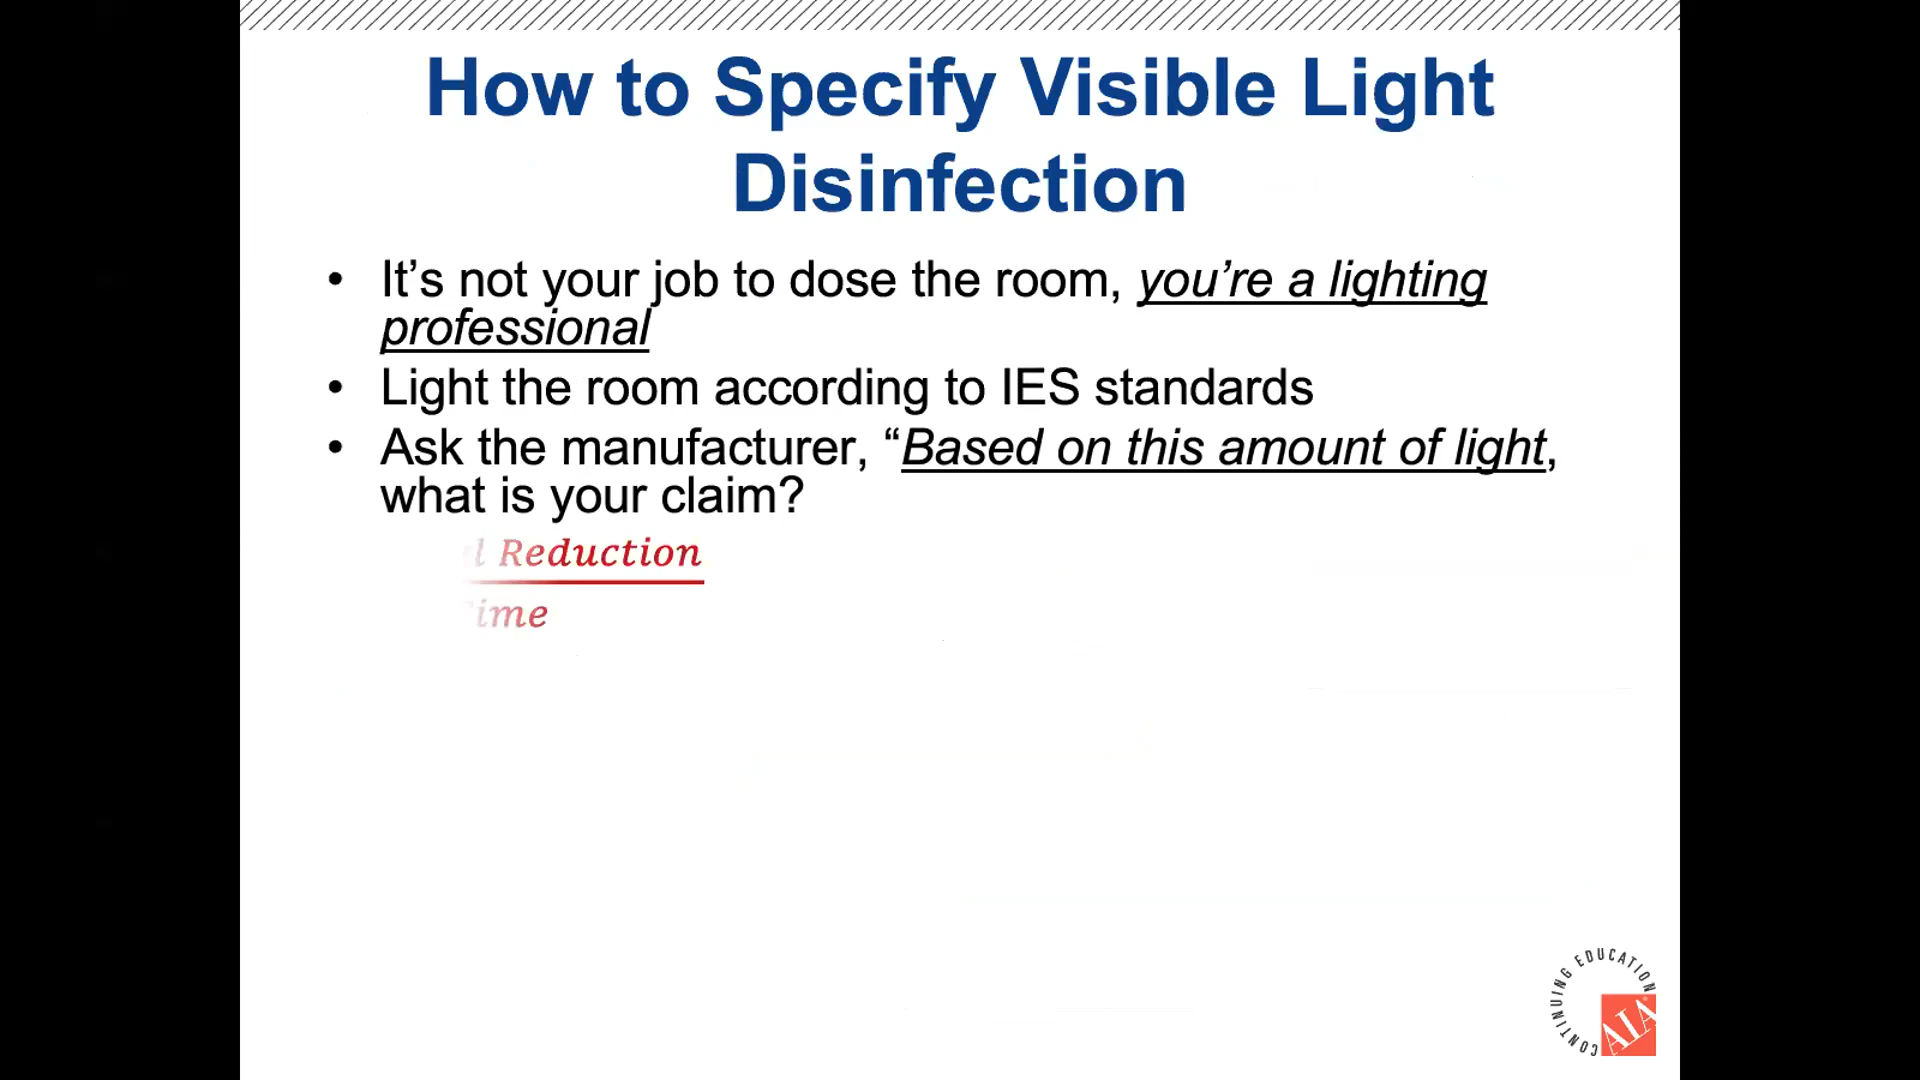 How to Specify Visible Light
Disinfection
• It’s not your job to dose the room, you’re a lighting
professional
• Light the room according to IES standards
• Ask the manufacturer, “Based on this amount of light,
what is your claim?
Reduction
CONTINUING EDUCATION
AIA